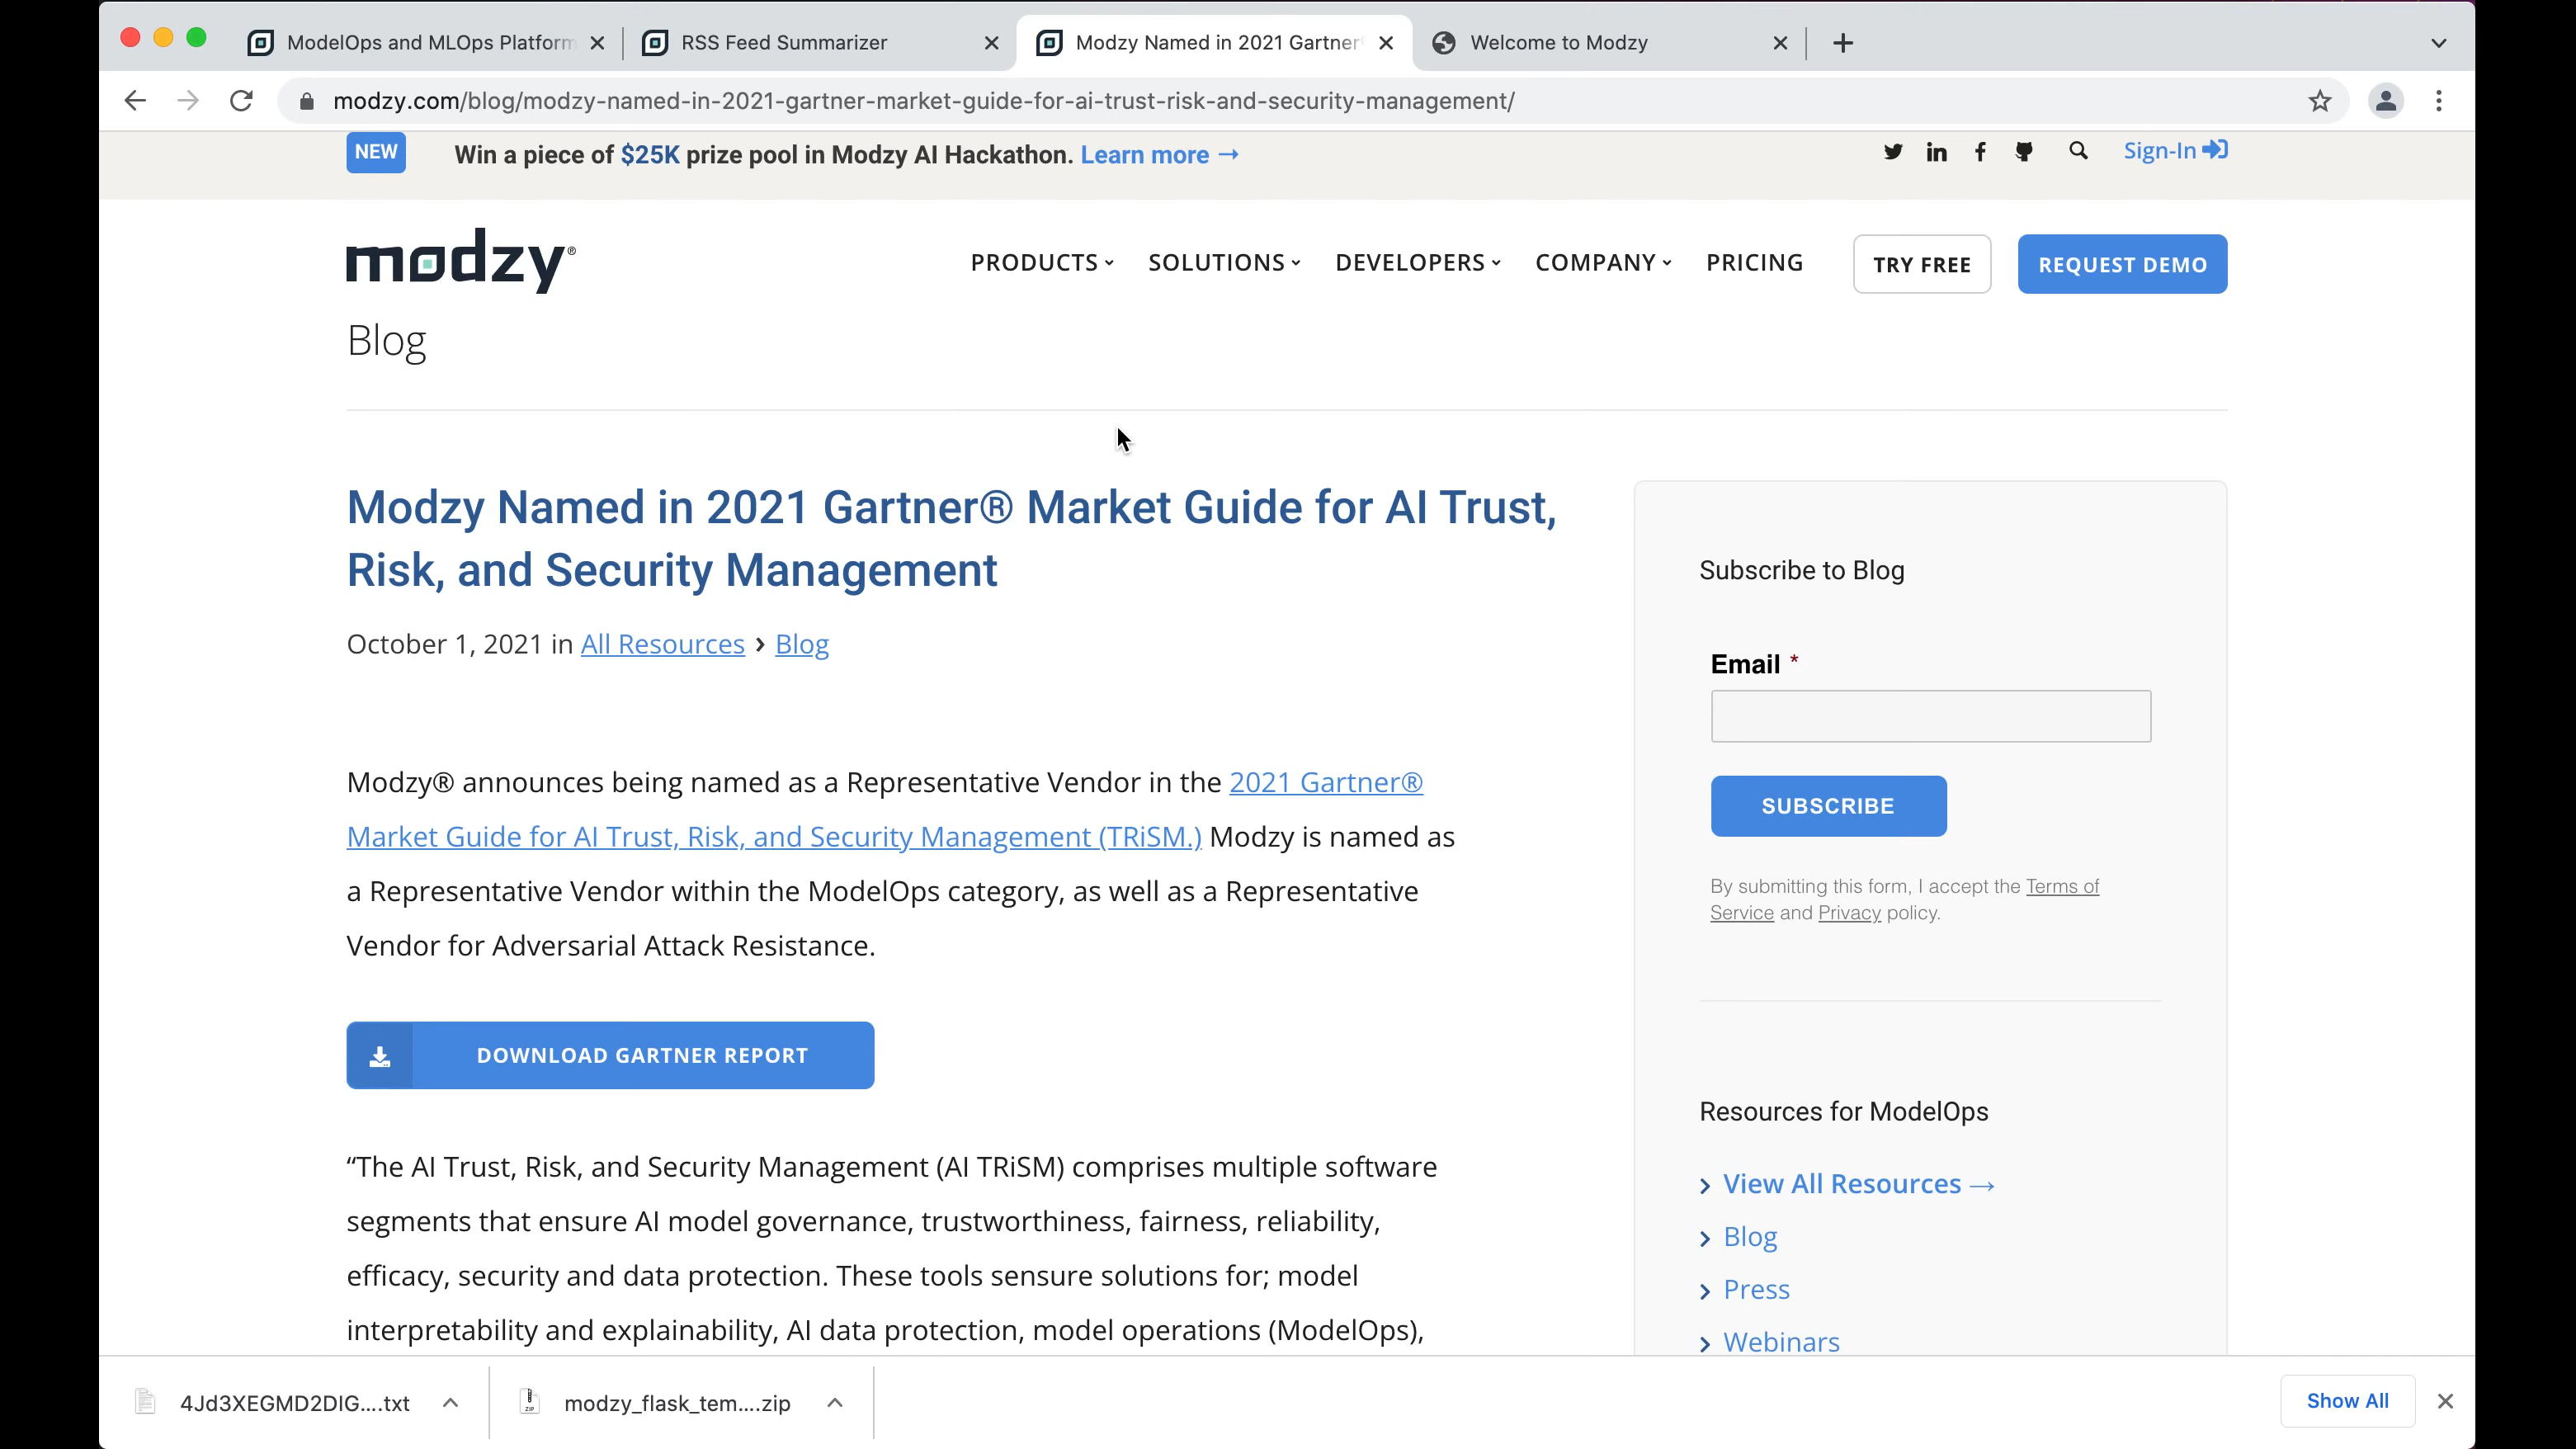 ModelOps and MLOps Platform
RSS Feed Summarizer
Modzy Named in 2021 Gartner
Welcome to Modzy
modzy.com/blog/modzy-named-in-2021-gartner-market-guide-for-ai-trust-risk-and-security-management/
NEW
Win a piece of $25K prize pool in Modzy AI Hackathon. Learn more →
Sign-In
modzy®
PRODUCTS
SOLUTIONS
DEVELOPERS
COMPANY
PRICING
TRY FREE
REQUEST DEMO
Blog
Modzy Named in 2021 Gartner® Market Guide for AI Trust,
Risk, and Security Management
October 1, 2021 in All Resources › Blog
Modzy® announces being named as a Representative Vendor in the 2021 Gartner®
Market Guide for AI Trust, Risk, and Security Management (TRiSM.) Modzy is named as
a Representative Vendor within the ModelOps category, as well as a Representative
Vendor for Adversarial Attack Resistance.
DOWNLOAD GARTNER REPORT
“The AI Trust, Risk, and Security Management (AI TRiSM) comprises multiple software
segments that ensure AI model governance, trustworthiness, fairness, reliability,
efficacy, security and data protection. These tools sensure solutions for; model
interpretability and explainability, AI data protection, model operations (ModelOps),
Subscribe to Blog
Email *
SUBSCRIBE
By submitting this form, I accept the Terms of
Service and Privacy policy.
Resources for ModelOps
View All Resources →
Blog
Press
Webinars
4Jd3XEGMD2DIG....txt
ZIP
modzy_flask_tem....zip
Show All